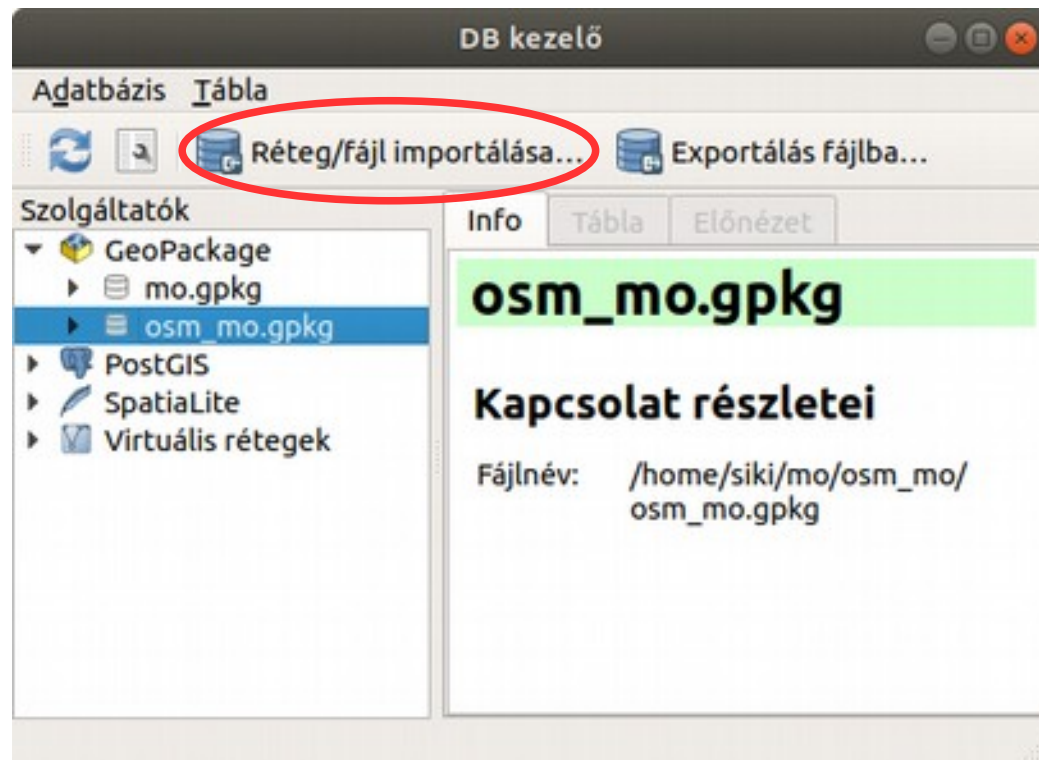 DB kezelő
Adatbázis Tábla
Réteg/fájl importálása... Exportálás fájlba...
Szolgáltatók
Info Tábla Előnézet
GeoPackage
mo.gpkg
osm_mo.gpkg
PostGIS
SpatiaLite
Virtuális rétegek
osm_mo.gpkg
Kapcsolat részletei
Fájlnév: /home/siki/mo/osm_mo/
osm_mo.gpkg